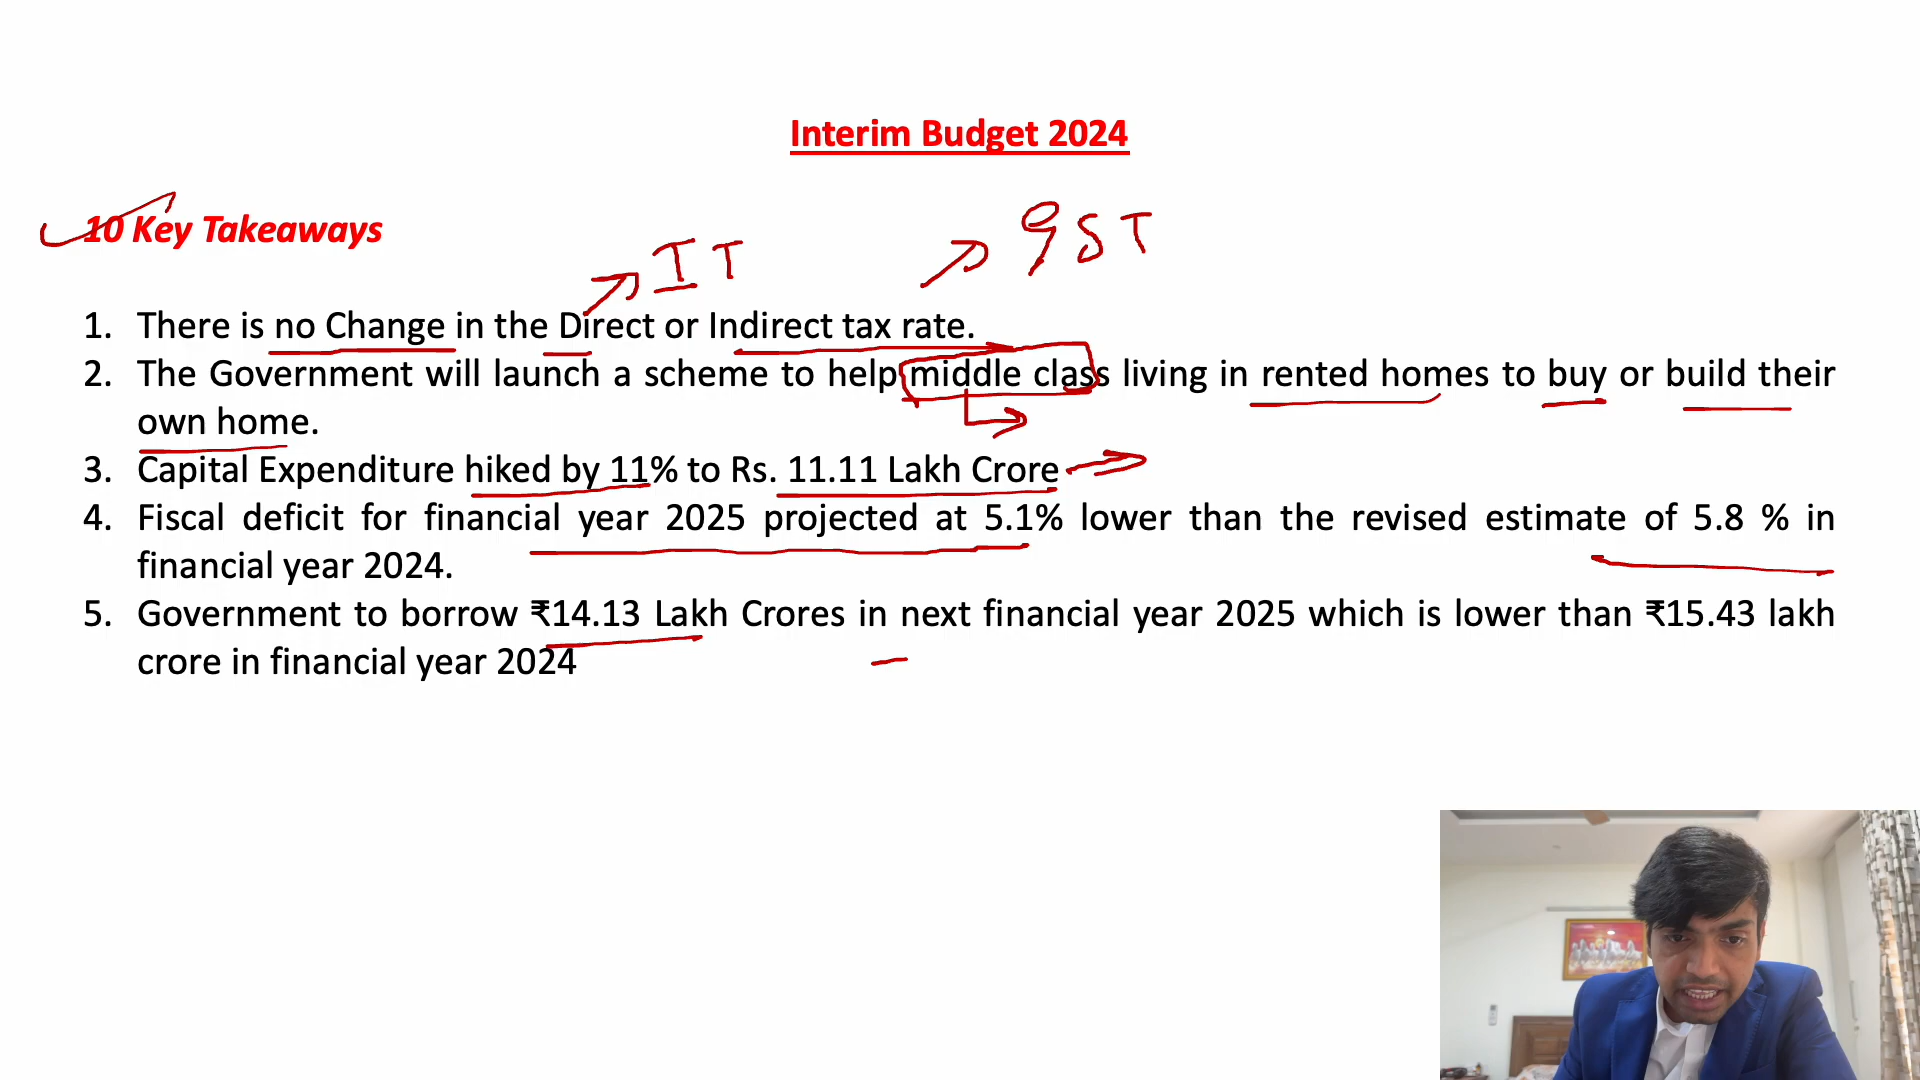 Interim Budget 2024
10 Key Takeaways
IT
GST
1. There is no Change in the Direct or Indirect tax rate.
2. The Government will launch a scheme to help middle class living in rented homes to buy or build their
own home.
3. Capital Expenditure hiked by 11% to Rs. 11.11 Lakh Crore
4. Fiscal deficit for financial year 2025 projected at 5.1% lower than the revised estimate of 5.8 % in
financial year 2024.
5. Government to borrow ₹14.13 Lakh Crores in next financial year 2025 which is lower than ₹15.43 lakh
crore in financial year 2024